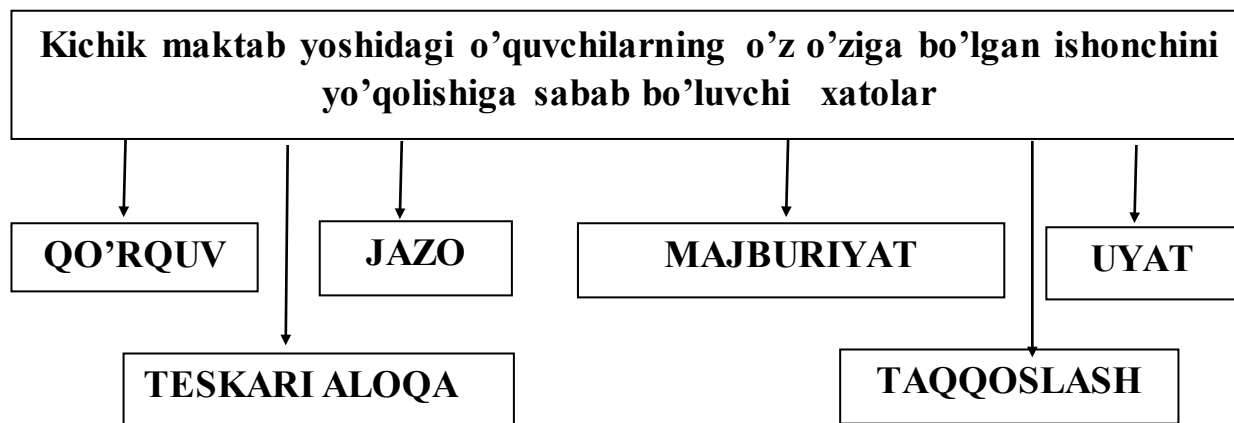 Kichik maktab yoshidagi o’quvchilarning o’z o’ziga bo’lgan ishonchini
yo’qolishiga sabab bo’luvchi xatolar
QO’RQUV
JAZO
MAJBURIYAT
UYAT
TESKARI ALOQA
TAQQOSLASH